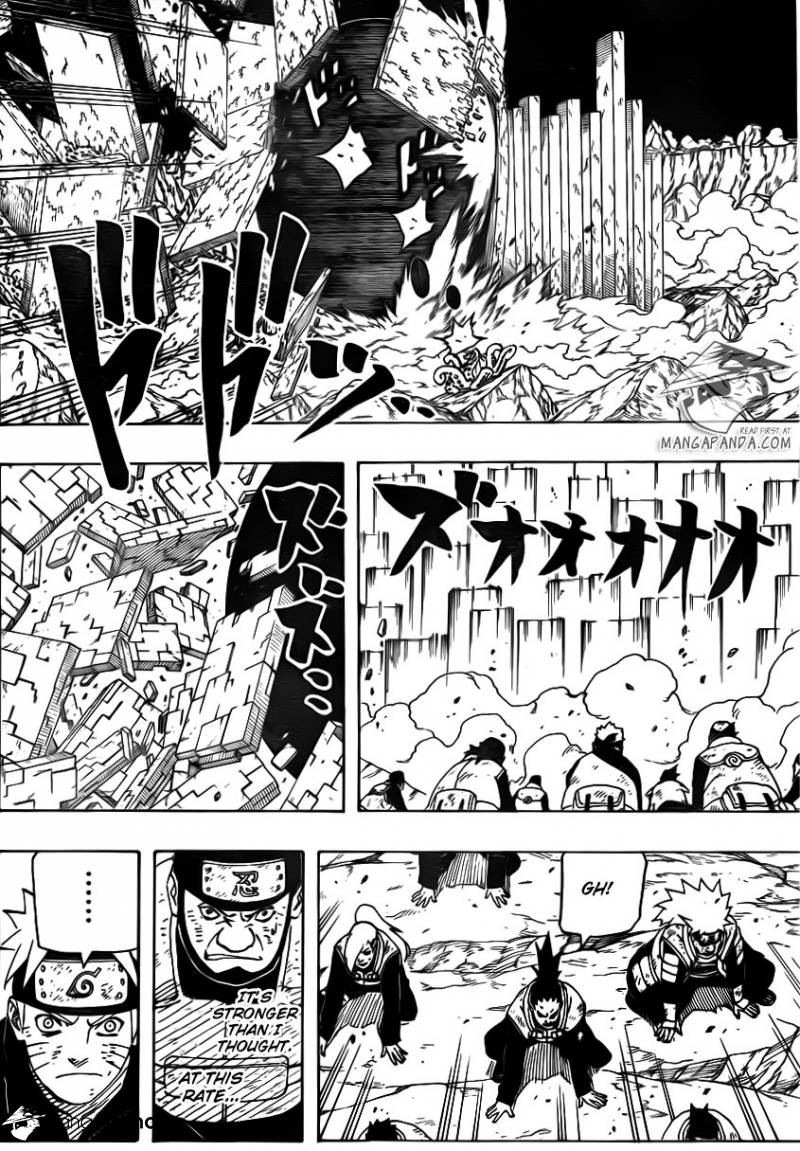 ドドドッ
ドド
READ FIRST AT
MANGAPANDA.COM
ズオオオオオオ
ズズズ...
GH!
忍
IT'S
STRONGER
THAN I
THOUGHT.
AT THIS
RATE...
......